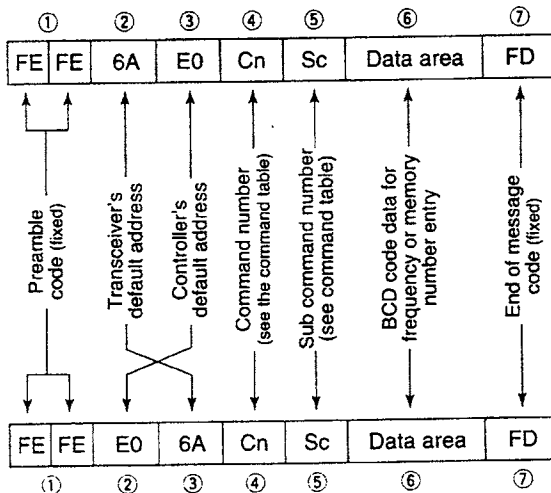 ① ② ③ ④ ⑤ ⑥ ⑦
FE FE 6A E0 Cn Sc Data area FD
Preamble
code (fixed)
Transceiver's
default address
Controller's
default address
Command number
(see the command table)
Sub command number
(see command table)
BCD code data for
frequency or memory
number entry
End of message
code (fixed)
FE FE E0 6A Cn Sc Data area FD
① ② ③ ④ ⑤ ⑥ ⑦